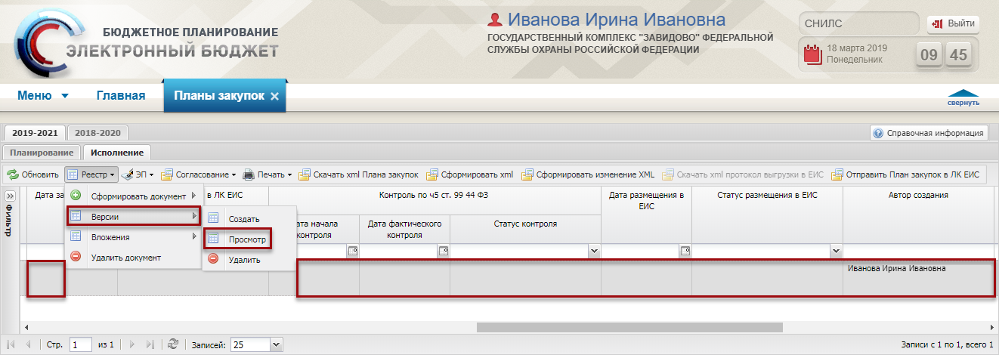 БЮДЖЕТНОЕ ПЛАНИРОВАНИЕ
ЭЛЕКТРОННЫЙ БЮДЖЕТ
Иванова Ирина Ивановна
ГОСУДАРСТВЕННЫЙ КОМПЛЕКС "ЗАВИДОВО" ФЕДЕРАЛЬНОЙ
СЛУЖБЫ ОХРАНЫ РОССИЙСКОЙ ФЕДЕРАЦИИ
СНИЛС
Выйти
18 марта 2019
Понедельник
09 45
Меню Главная Планы закупок
свернуть
2019-2021 2018-2020
Справочная информация
Планирование Исполнение
Обновить Реестр ЭП Согласование Печать Скачать xml Плана закупок Сформировать xml Сформировать изменение XML Скачать xml протокол выгрузки в ЕИС Отправить План закупок в ЛК ЕИС
Фильтр
Дата за
в ЛК ЕИС
Контроль по ч5 ст. 99 44 ФЗ
Дата размещения в
ЕИС
Статус размещения в ЕИС
Автор создания
ата начала
контроля
Дата фактического
контроля
Статус контроля
Сформировать документ
Версии
Вложения
Удалить документ
Создать
Просмотр
Удалить
Иванова Ирина Ивановна
Стр. 1 из 1 Записей: 25
Записи с 1 по 1, всего 1